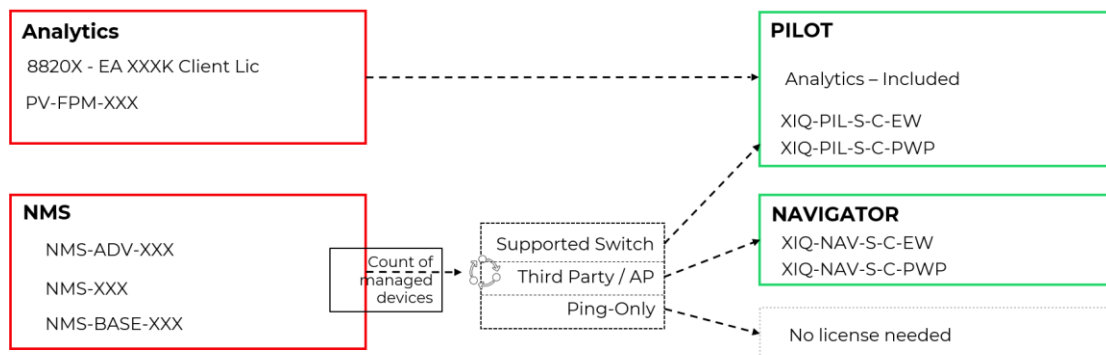 Analytics
8820X - EA XXXK Client Lic
PV-FPM-XXX
PILOT
Analytics – Included
XIQ-PIL-S-C-EW
XIQ-PIL-S-C-PWP
NMS
NMS-ADV-XXX
NMS-XXX
NMS-BASE-XXX
Count of
managed
devices
Supported Switch
Third Party / AP
Ping-Only
NAVIGATOR
XIQ-NAV-S-C-EW
XIQ-NAV-S-C-PWP
No license needed